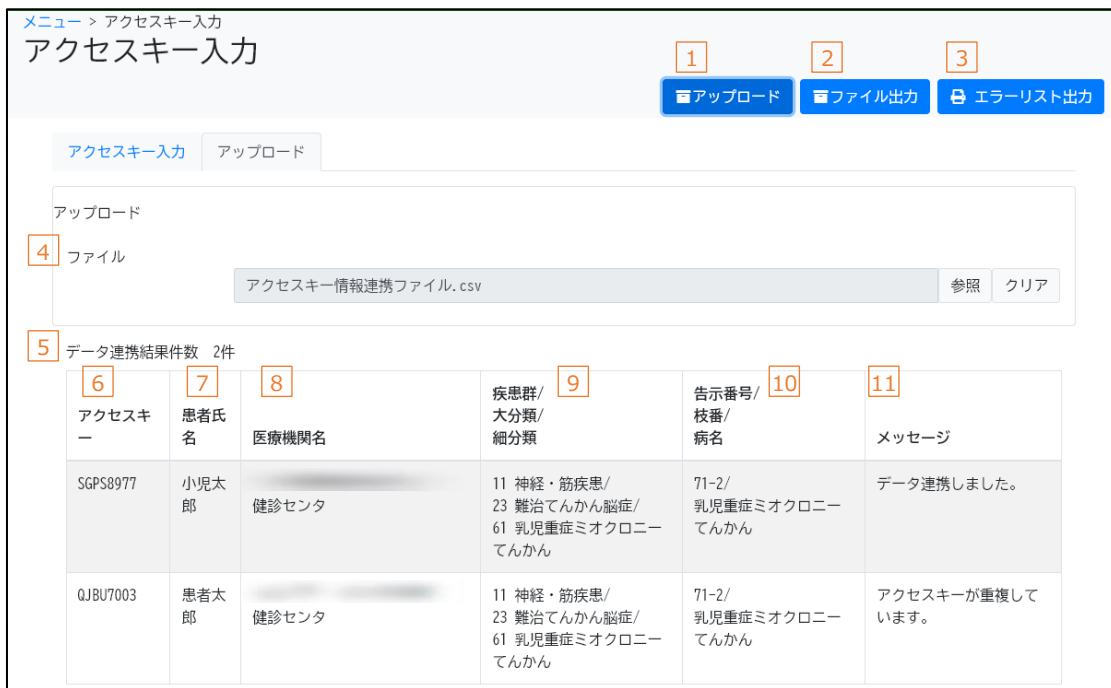 メニュー > アクセスキー入力
アクセスキー入力
1
2
3
アップロード
ファイル出力
エラーリスト出力
アクセスキー入力
アップロード
アップロード
4
ファイル
アクセスキー情報連携ファイル.csv
参照
クリア
5
データ連携結果件数 2件
6
アクセスキ
ー
7
患者氏
名
8
医療機関名
9
疾患群/
大分類/
細分類
10
告示番号/
枝番/
病名
11
メッセージ
SGPS8977
小児太
郎
健診センタ
11 神経・筋疾患/
23 難治てんかん脳症/
61 乳児重症ミオクロニー
てんかん
71-2/
乳児重症ミオクロニー
てんかん
データ連携しました。
QJBU7003
患者太
郎
健診センタ
11 神経・筋疾患/
23 難治てんかん脳症/
61 乳児重症ミオクロニー
てんかん
71-2/
乳児重症ミオクロニー
てんかん
アクセスキーが重複して
います。